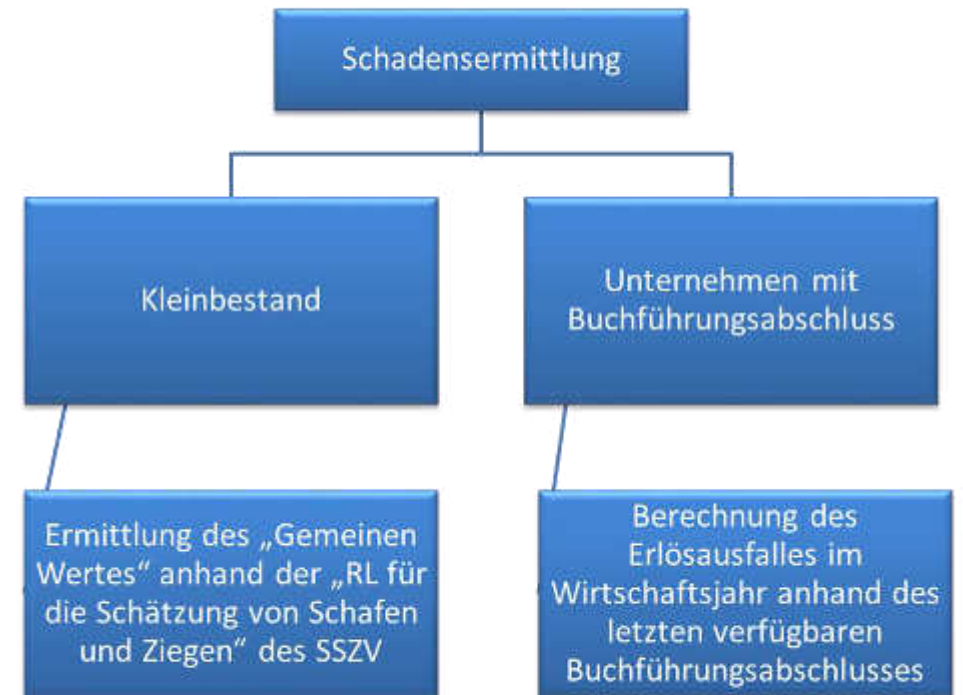 Schadensermittlung
Kleinbestand
Unternehmen mit
Buchführungsabschluss
Ermittlung des „Gemeinen
Wertes“ anhand der „RL für
die Schätzung von Schafen
und Ziegen“ des SSZV
Berechnung des
Erlösausfalles im
Wirtschaftsjahr anhand des
letzten verfügbaren
Buchführungsabschlusses